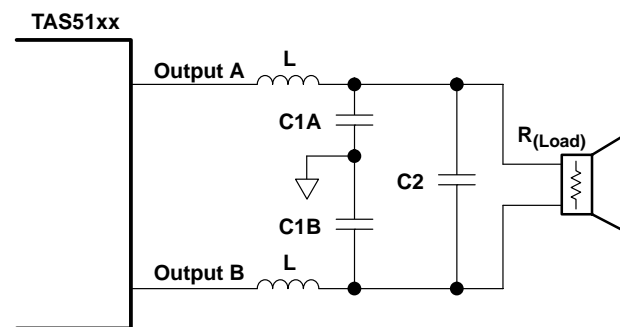 TAS51xx
Output A
L
C1A
R(Load)
C2
C1B
L
Output B